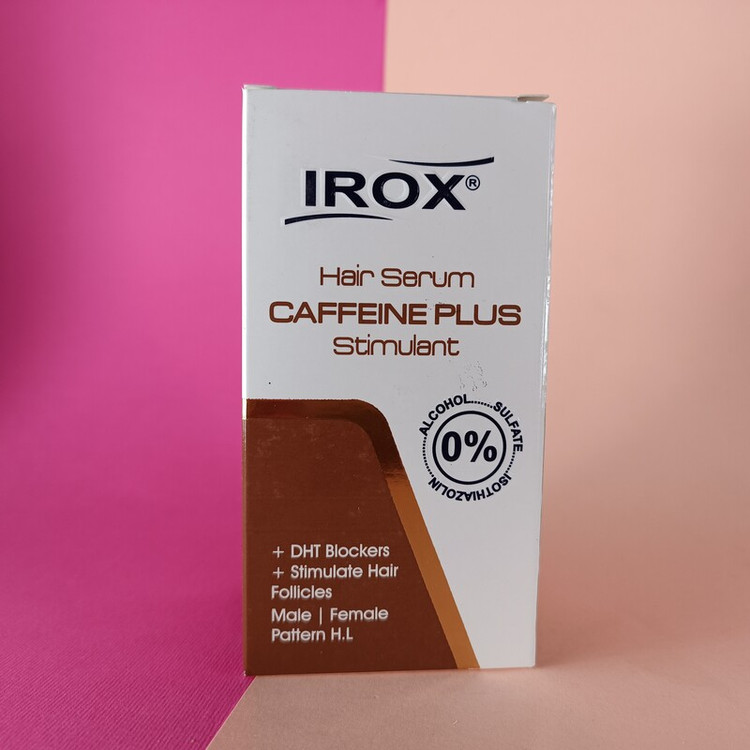 IROX®
Hair Serum
CAFFEINE PLUS
Stimulant
ALCOHOL.......SULFATE.......ISOTHIAZOLIN.......
0%
+ DHT Blockers
+ Stimulate Hair
Follicles
Male | Female
Pattern H.L